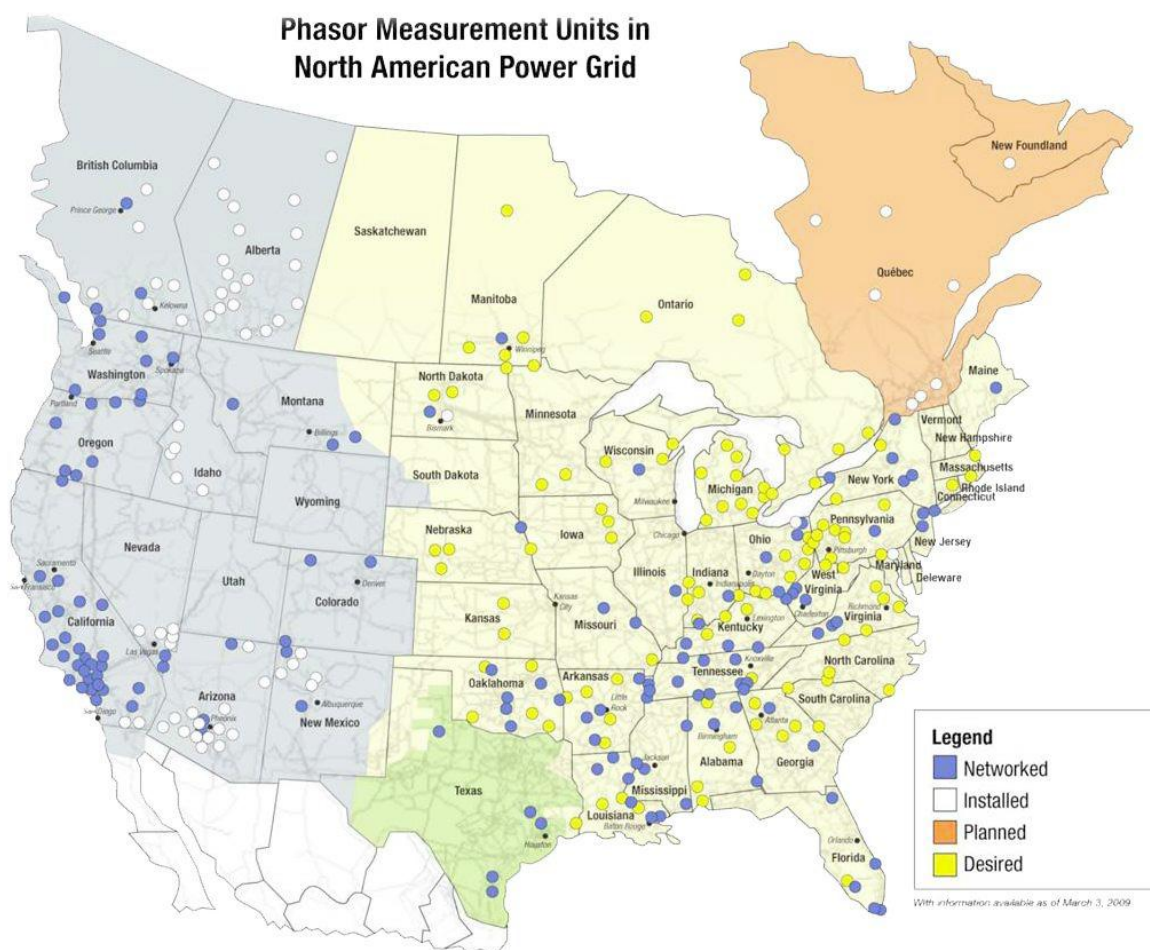 Phasor Measurement Units in
North American Power Grid
British Columbia
Prince George
Alberta
Saskatchewan
Manitoba
Ontario
New Foundland
Québec
Kelowna
Winnipeg
Seattle
Washington
Spokane
Portland
Oregon
Montana
Billings
Idaho
Wyoming
North Dakota
Bismark
Minnesota
South Dakota
Wisconsin
Milwaukee
Michigan
Maine
Vermont
New Hampshire
Massachusetts
Rhode Island
Connecticut
New York
Nevada
Utah
Sacramento
San Fransisco
California
Las Vegas
San Diego
Colorado
Denver
Nebraska
Iowa
Chicago
Illinois
Indiana
Indianapolis
Ohio
Dayton
Pennsylvania
Pittsburgh
New Jersey
Maryland
Deleware
West
Virginia
Charleston
Richmond
Virginia
Kansas
Kansas
City
Missouri
Kentucky
Lexington
Arizona
Pheonix
New Mexico
Albuquerque
Oaklahoma
Arkansas
Little
Rock
Tennessee
Knoxville
North Carolina
South Carolina
Atlanta
Birmingham
Alabama
Georgia
Jackson
Mississippi
Louisiana
Baton Rouge
Texas
Houston
Orlando
Florida
Legend
Networked
Installed
Planned
Desired
With information available as of March 3, 2009